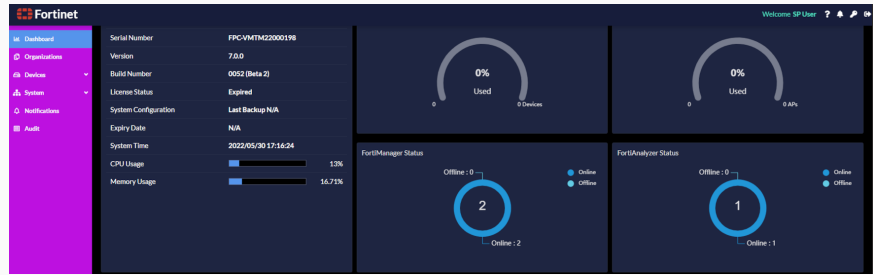 Fortinet
Welcome SP User
Dashboard
Organizations
Devices
System
Notifications
Audit
Serial Number FPC-VMTM22000198
Version 7.0.0
Build Number 0052 (Beta 2)
License Status Expired
System Configuration Last Backup N/A
Expiry Date N/A
System Time 2022/05/30 17:16:24
CPU Usage 13%
Memory Usage 16.71%
0%
Used
0 0 Devices
0%
Used
0 0 APs
FortiManager Status
Offline : 0
Online
Offline
2
Online : 2
FortiAnalyzer Status
Offline : 0
Online
Offline
1
Online : 1